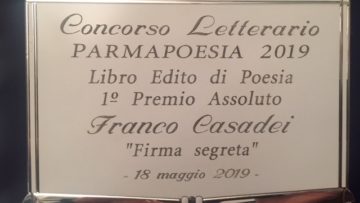 Concorso Letterario
PARMAPOESIA 2019
Libro Edito di Poesia
1º Premio Assoluto
Franco Casadei
"Firma segreta"
- 18 maggio 2019 -